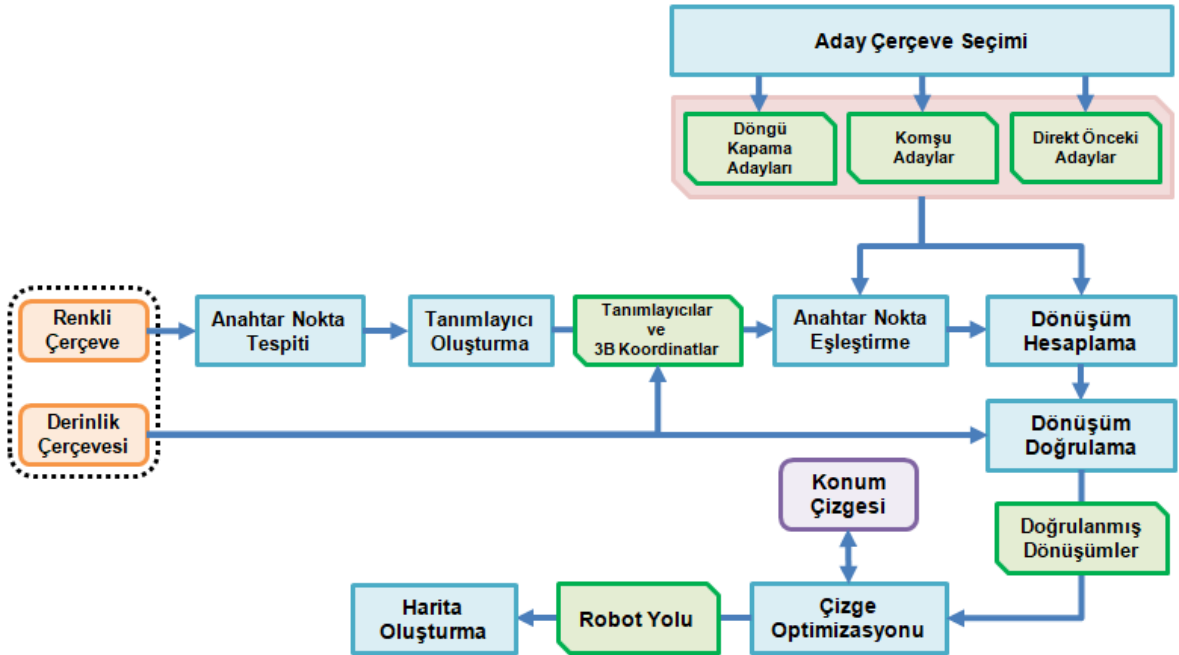 Aday Çerçeve Seçimi
Döngü
Kapama
Adayları
Komşu
Adaylar
Direkt Önceki
Adaylar
Renkli
Çerçeve
Anahtar Nokta
Tespiti
Tanımlayıcı
Oluşturma
Tanımlayıcılar
ve
3B Koordinatlar
Anahtar Nokta
Eşleştirme
Dönüşüm
Hesaplama
Derinlik
Çerçevesi
Dönüşüm
Doğrulama
Konum
Çizgesi
Doğrulanmış
Dönüşümler
Harita
Oluşturma
Robot Yolu
Çizge
Optimizasyonu